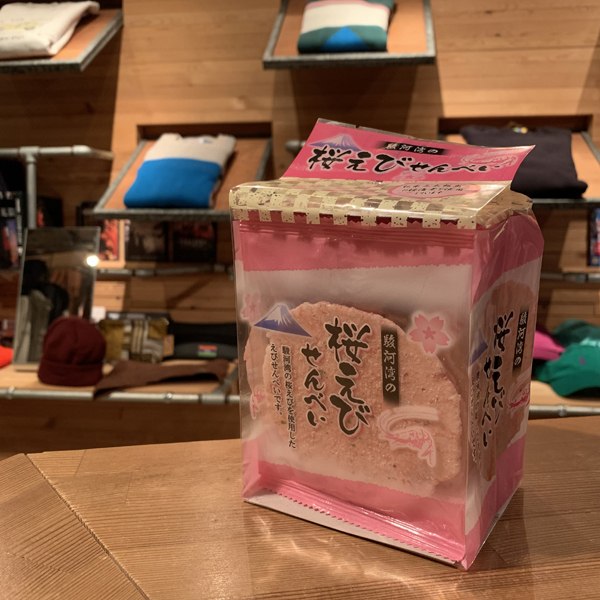 駿河湾の
桜えびせんべい
駿河湾の
桜えび
せんべい
駿河湾の桜えびを使用した
えびせんべいです。
駿河湾の
桜えび
せんべい